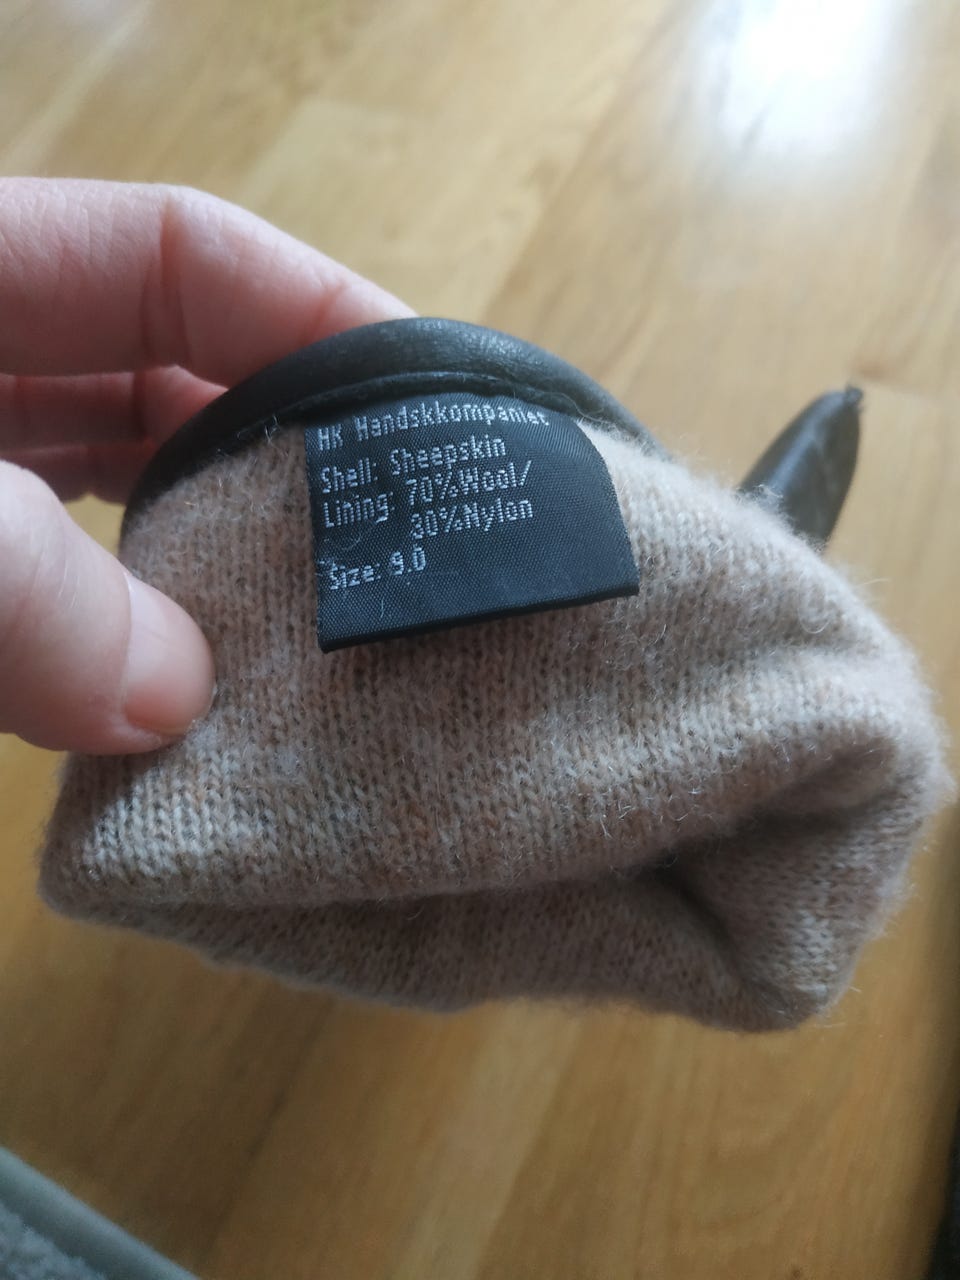 HK Handskkompaniet
Shell: Sheepskin
Lining: 70%Wool/
30%Nylon
Size: 9.0